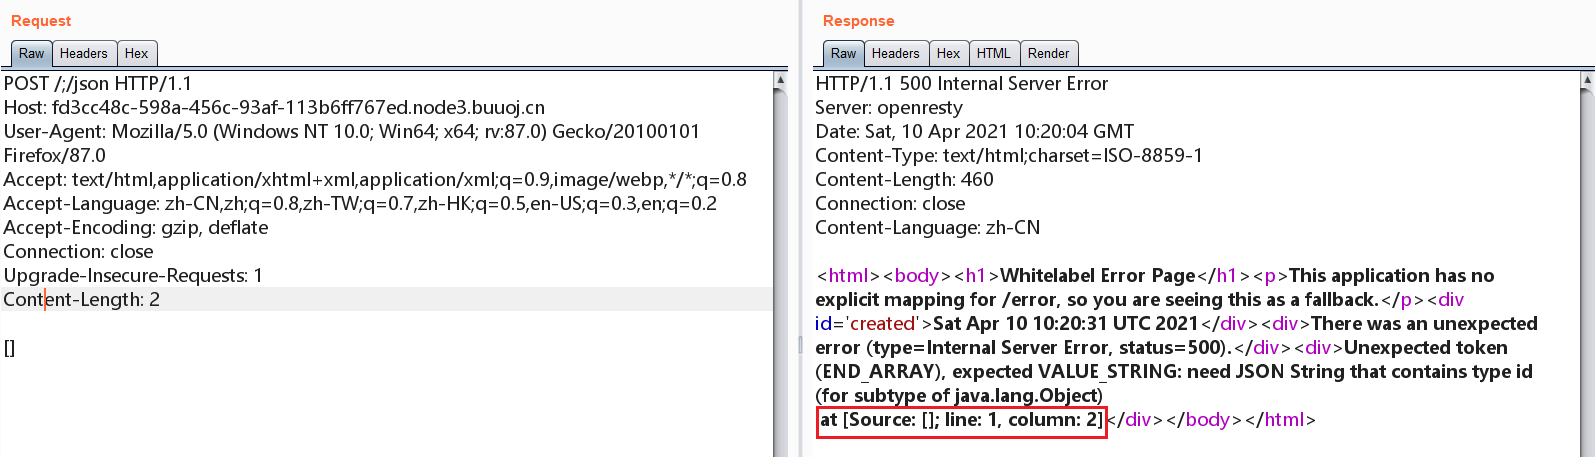 Request
Raw Headers Hex
POST /;/json HTTP/1.1
Host: fd3cc48c-598a-456c-93af-113b6ff767ed.node3.buuoj.cn
User-Agent: Mozilla/5.0 (Windows NT 10.0; Win64; x64; rv:87.0) Gecko/20100101
Firefox/87.0
Accept: text/html,application/xhtml+xml,application/xml;q=0.9,image/webp,*/*;q=0.8
Accept-Language: zh-CN,zh;q=0.8,zh-TW;q=0.7,zh-HK;q=0.5,en-US;q=0.3,en;q=0.2
Accept-Encoding: gzip, deflate
Connection: close
Upgrade-Insecure-Requests: 1
Content-Length: 2
[]
Response
Raw Headers Hex HTML Render
HTTP/1.1 500 Internal Server Error
Server: openresty
Date: Sat, 10 Apr 2021 10:20:04 GMT
Content-Type: text/html;charset=ISO-8859-1
Content-Length: 460
Connection: close
Content-Language: zh-CN
<html><body><h1>Whitelabel Error Page</h1><p>This application has no
explicit mapping for /error, so you are seeing this as a fallback.</p><div
id='created'>Sat Apr 10 10:20:31 UTC 2021</div><div>There was an unexpected
error (type=Internal Server Error, status=500).</div><div>Unexpected token
(END_ARRAY), expected VALUE_STRING: need JSON String that contains type id
(for subtype of java.lang.Object)
at [Source: []; line: 1, column: 2]</div></body></html>